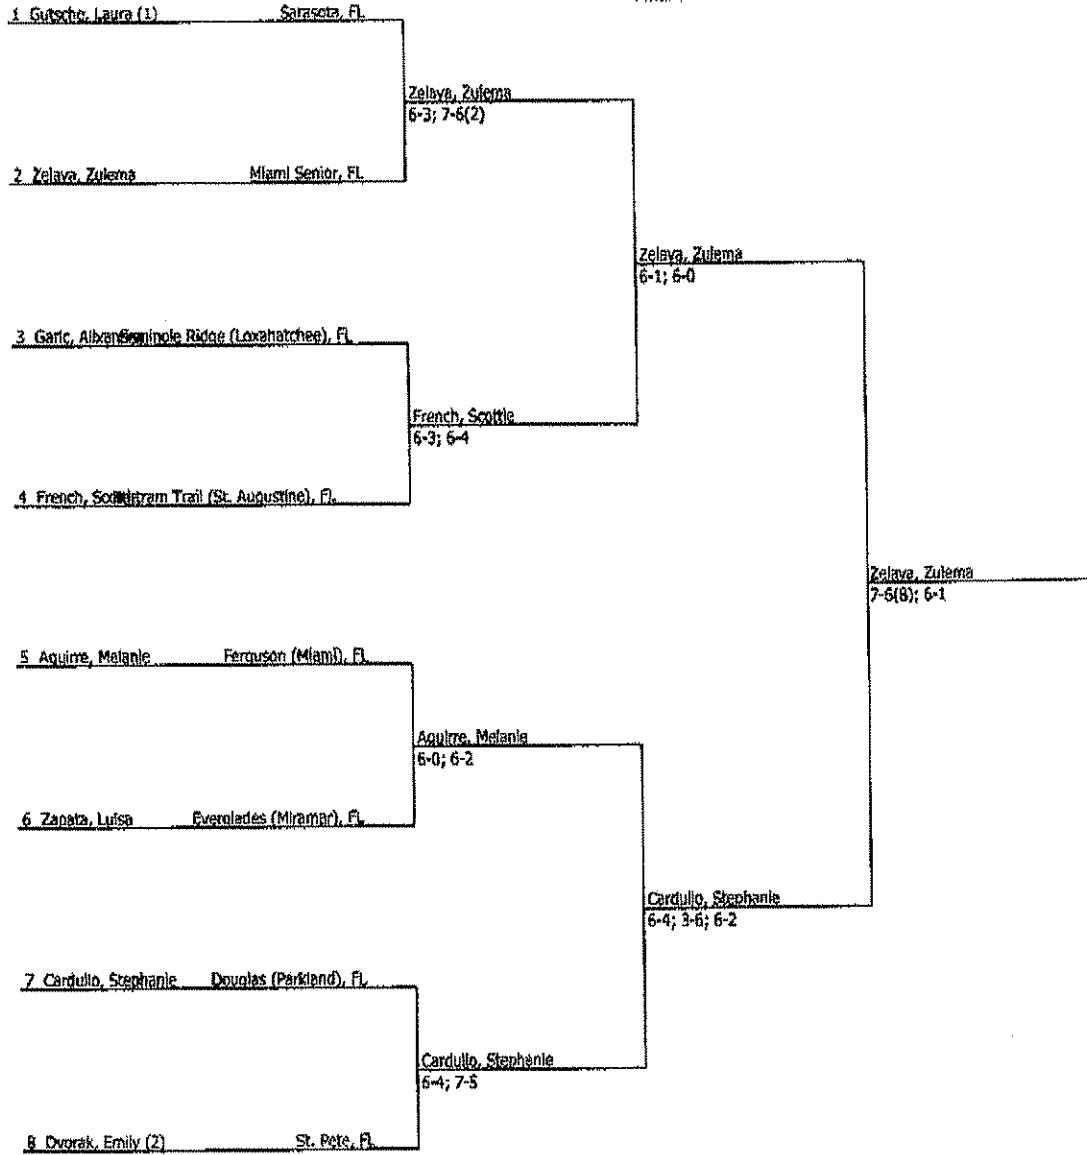 1 Gutsche, Laura (1) Sarasota, FL
Zelaya, Zulema
6-3; 7-6(2)
2 Zelaya, Zulema Miami Senior, FL
Zelaya, Zulema
6-1; 6-0
3 Garic, Ridge (Loxahatchee), FL
French, Scottie
6-3; 6-4
4 French, Trail (St. Augustine), FL
Zelaya, Zulema
7-6(8); 6-1
5 Aguirre, Melanie Ferguson (Miami), FL
Aguirre, Melanie
6-0; 6-2
6 Zapata, Luisa Everglades (Miramar), FL
Cardullo, Stephanie
6-4; 3-6; 6-2
7 Cardullo, Stephanie Douglas (Parkland), FL
Cardullo, Stephanie
6-4; 7-5
8 Dvorak, Emily (2) St. Pete, FL